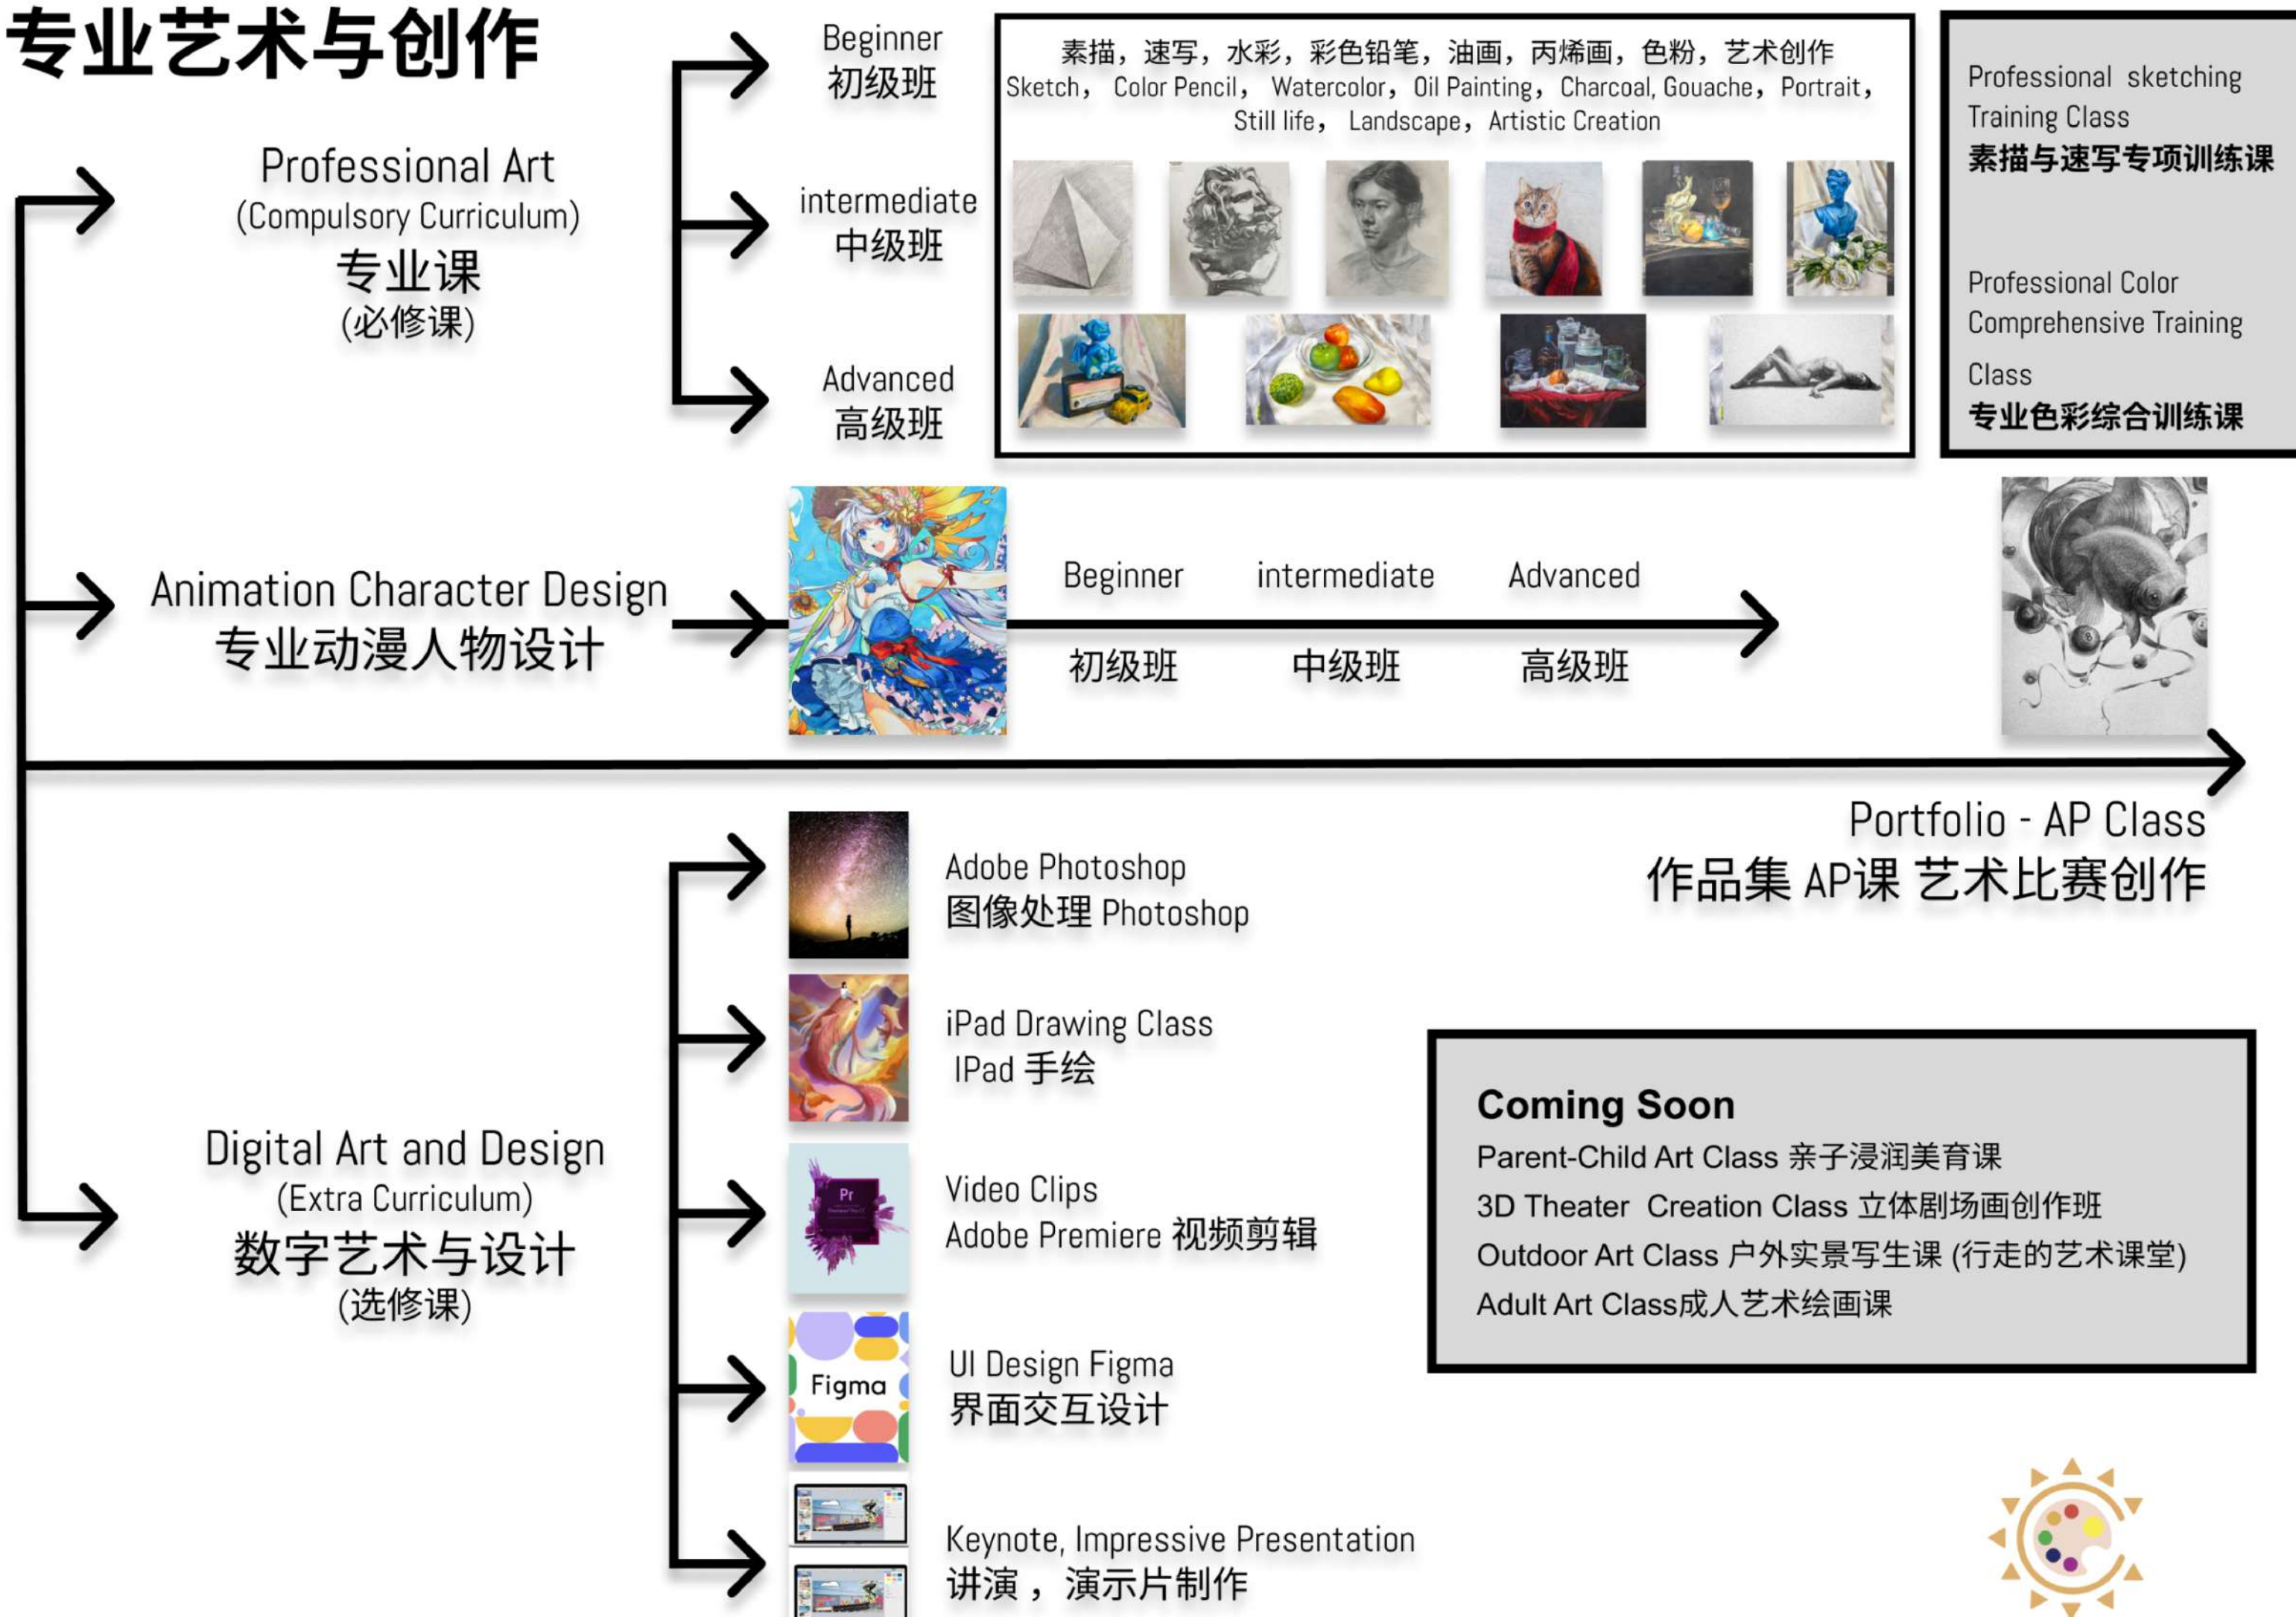 专业艺术与创作
Professional Art
(Compulsory Curriculum)
专业课
(必修课)
Beginner
初级班
intermediate
中级班
Advanced
高级班
素描，速写，水彩，彩色铅笔，油画，丙烯画，色粉，艺术创作
Sketch， Color Pencil， Watercolor，Oil Painting，Charcoal, Gouache，Portrait，
Still life， Landscape，Artistic Creation
Professional sketching
Training Class
素描与速写专项训练课
Professional Color
Comprehensive Training
Class
专业色彩综合训练课
Animation Character Design
专业动漫人物设计
Beginner intermediate Advanced
初级班 中级班 高级班
Portfolio - AP Class
作品集 AP课 艺术比赛创作
Digital Art and Design
(Extra Curriculum)
数字艺术与设计
(选修课)
Adobe Photoshop
图像处理 Photoshop
iPad Drawing Class
IPad 手绘
Pr
Video Clips
Adobe Premiere 视频剪辑
Figma
UI Design Figma
界面交互设计
Keynote, Impressive Presentation
讲演 ，演示片制作
Coming Soon
Parent-Child Art Class 亲子浸润美育课
3D Theater Creation Class 立体剧场画创作班
Outdoor Art Class 户外实景写生课 (行走的艺术课堂)
Adult Art Class成人艺术绘画课